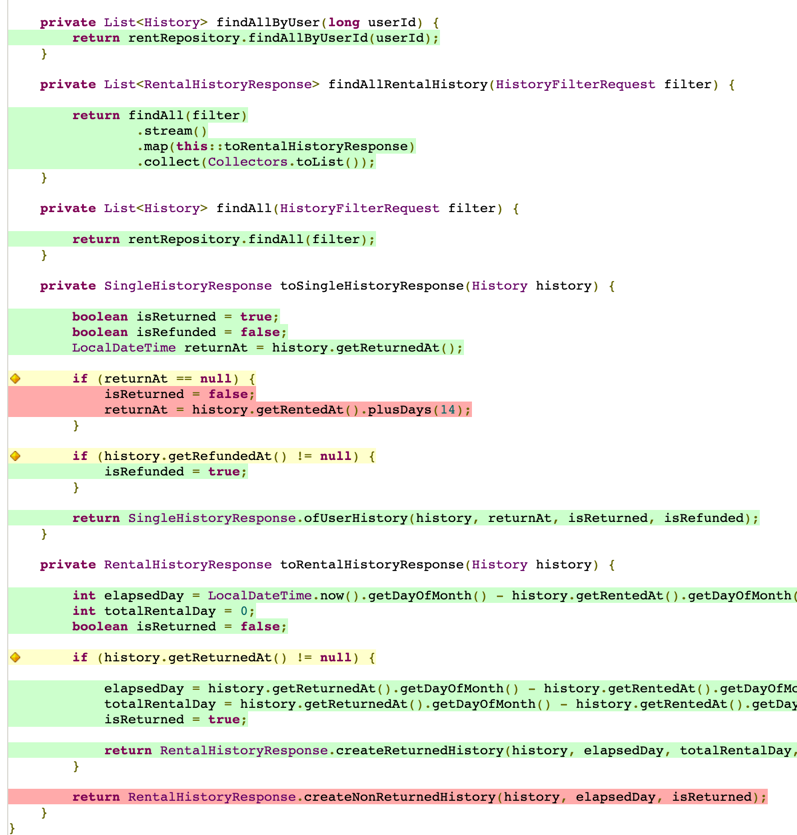 private List<History> findAllByUser(long userId) {
return rentRepository.findAllByUserId(userId);
}
private List<RentalHistoryResponse> findAllRentalHistory(HistoryFilterRequest filter) {
return findAll(filter)
.stream()
.map(this::toRentalHistoryResponse)
.collect(Collectors.toList());
}
private List<History> findAll(HistoryFilterRequest filter) {
return rentRepository.findAll(filter);
}
private SingleHistoryResponse toSingleHistoryResponse(History history) {
boolean isReturned = true;
boolean isRefunded = false;
LocalDateTime returnAt = history.getReturnedAt();
if (returnAt == null) {
isReturned = false;
returnAt = history.getRentedAt().plusDays(14);
}
if (history.getRefundedAt() != null) {
isRefunded = true;
}
return SingleHistoryResponse.ofUserHistory(history, returnAt, isReturned, isRefunded);
}
private RentalHistoryResponse toRentalHistoryResponse(History history) {
int elapsedDay = LocalDateTime.now().getDayOfMonth() - history.getRentedAt().getDayOfMonth(
int totalRentalDay = 0;
boolean isReturned = false;
if (history.getReturnedAt() != null) {
elapsedDay = history.getReturnedAt().getDayOfMonth() - history.getRentedAt().getDayOfMo
totalRentalDay = history.getReturnedAt().getDayOfMonth() - history.getRentedAt().getDay
isReturned = true;
return RentalHistoryResponse.createReturnedHistory(history, elapsedDay, totalRentalDay,
}
return RentalHistoryResponse.createNonReturnedHistory(history, elapsedDay, isReturned);
}
}